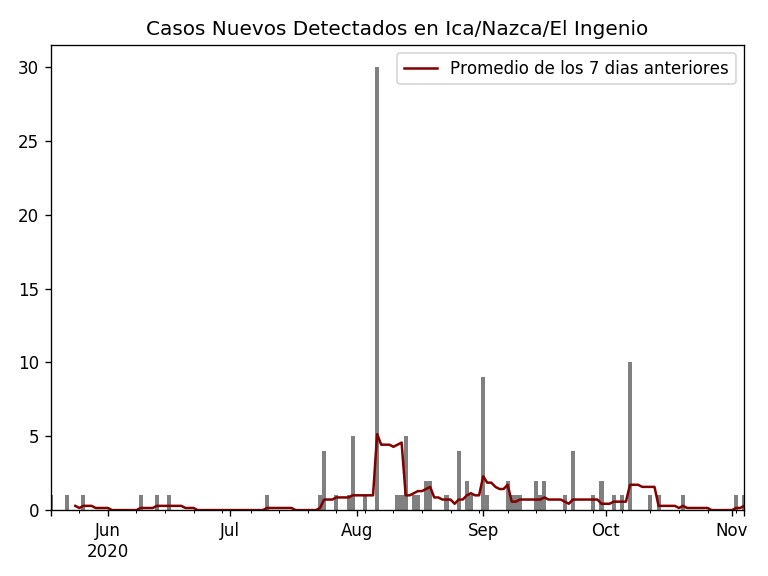 Casos Nuevos Detectados en Ica/Nazca/El Ingenio
Promedio de los 7 dias anteriores
30
25
20
15
10
5
0
Jun Jul Aug Sep Oct Nov
2020